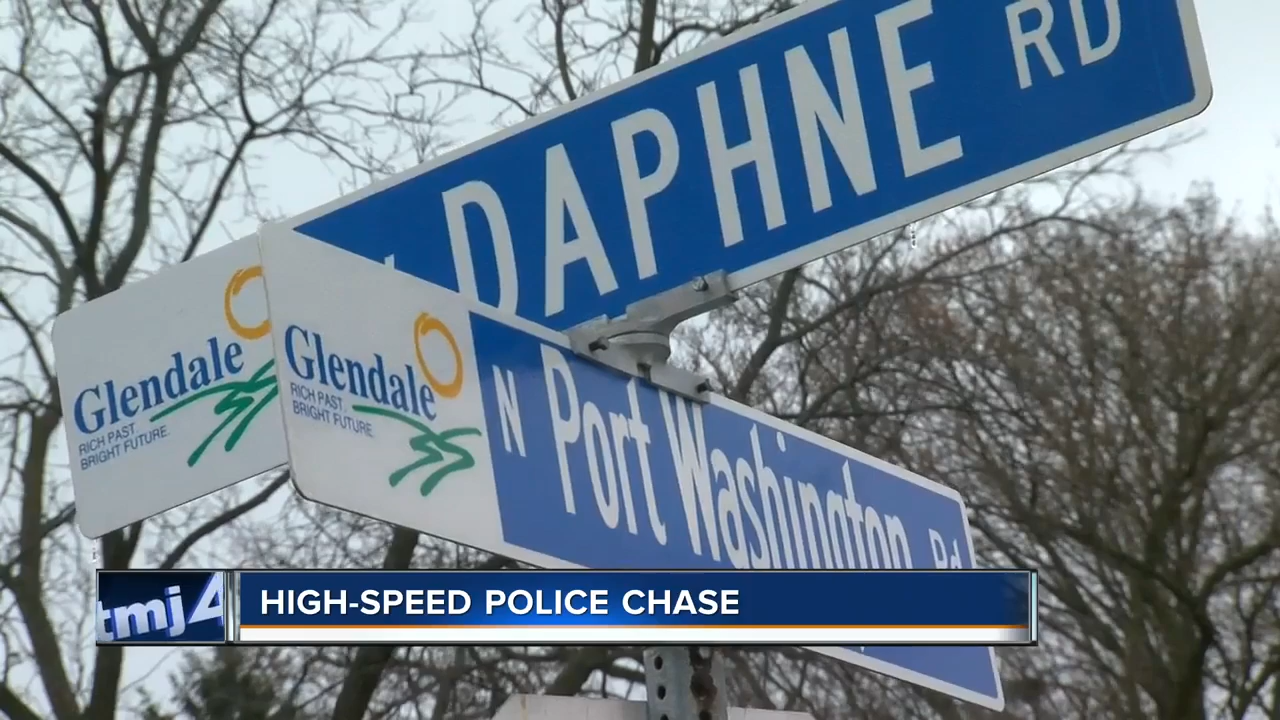 DAPHNE RD
Glendale
RICH PAST.
BRIGHT FUTURE.
Glendale
RICH PAST.
BRIGHT FUTURE.
N Port Washington Rd
tmj4
HIGH-SPEED POLICE CHASE